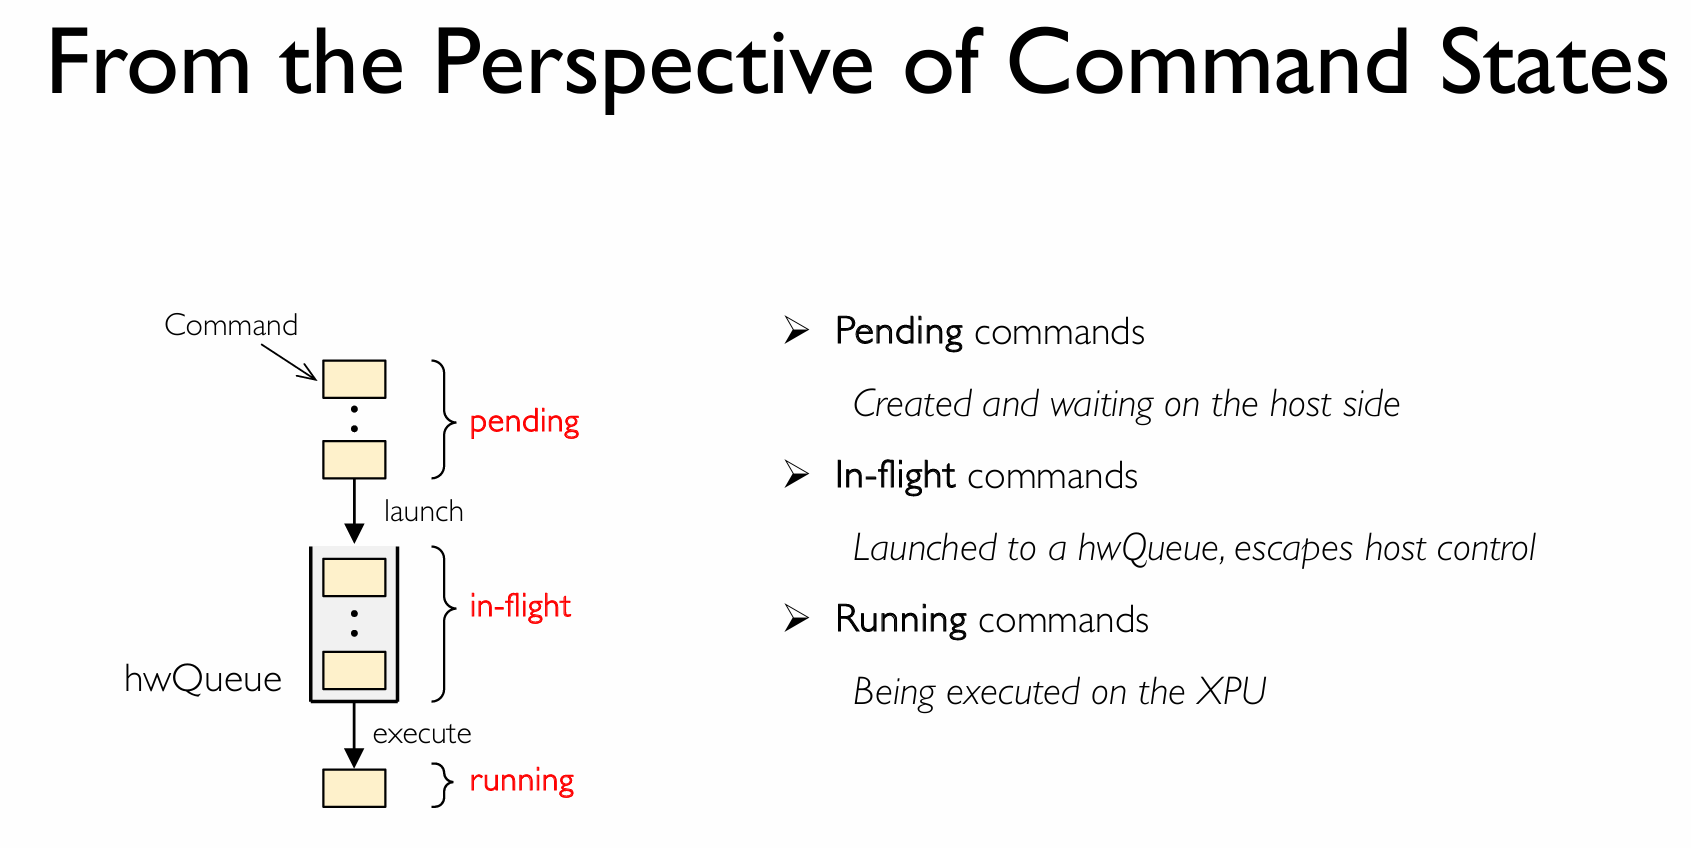 From the Perspective of Command States
Command
pending
launch
in-flight
hwQueue
execute
running
➢ Pending commands
Created and waiting on the host side
➢ In-flight commands
Launched to a hwQueue, escapes host control
➢ Running commands
Being executed on the XPU